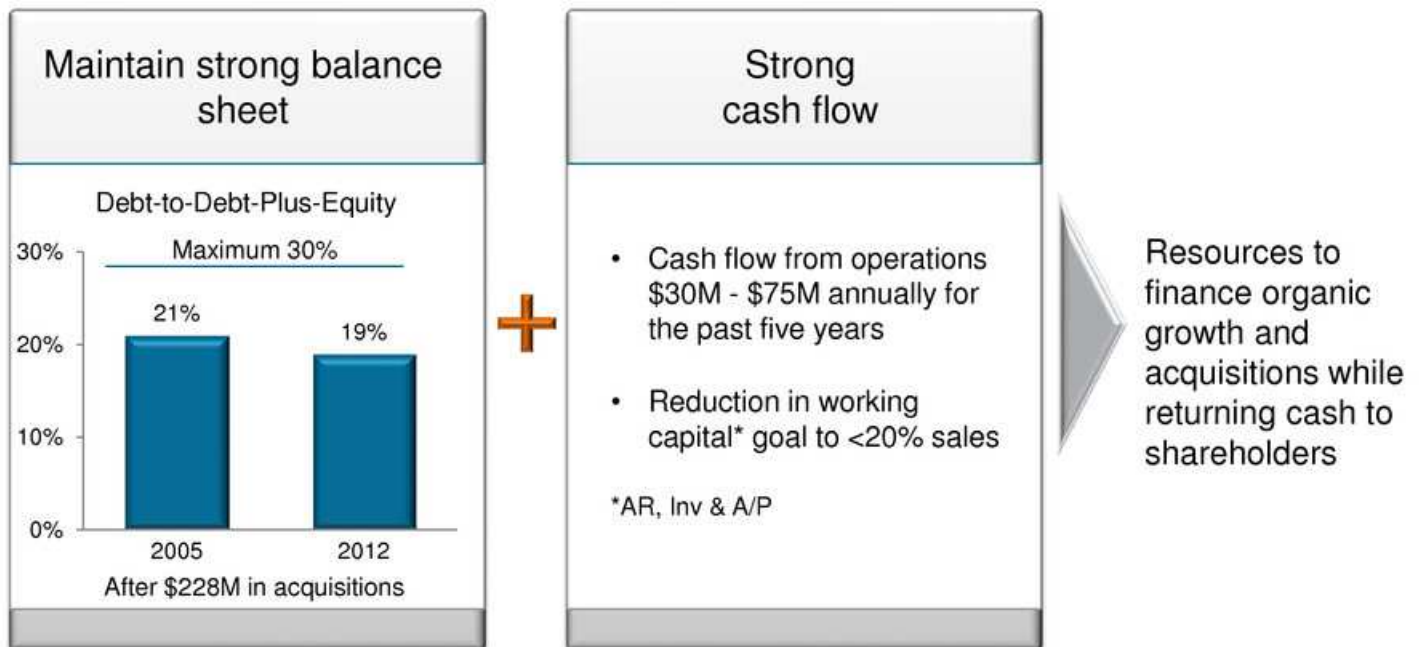 Maintain strong balance
sheet
Debt-to-Debt-Plus-Equity
Maximum 30%
30%
20%
10%
0%
21%
19%
2005
2012
After $228M in acquisitions
Strong
cash flow
• Cash flow from operations
$30M - $75M annually for
the past five years
• Reduction in working
capital* goal to <20% sales
*AR, Inv & A/P
Resources to
finance organic
growth and
acquisitions while
returning cash to
shareholders